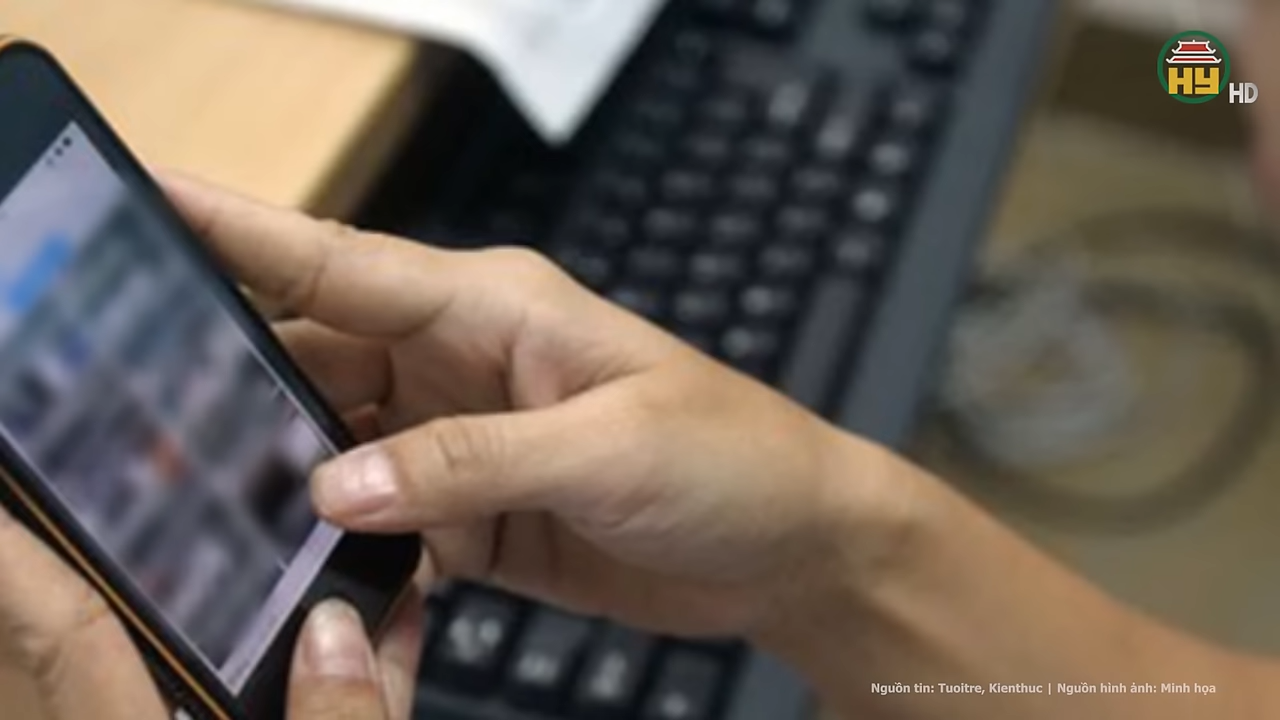 HY
HD
Nguồn tin: Tuoitre, Kienthuc | Nguồn hình ảnh: Minh họa